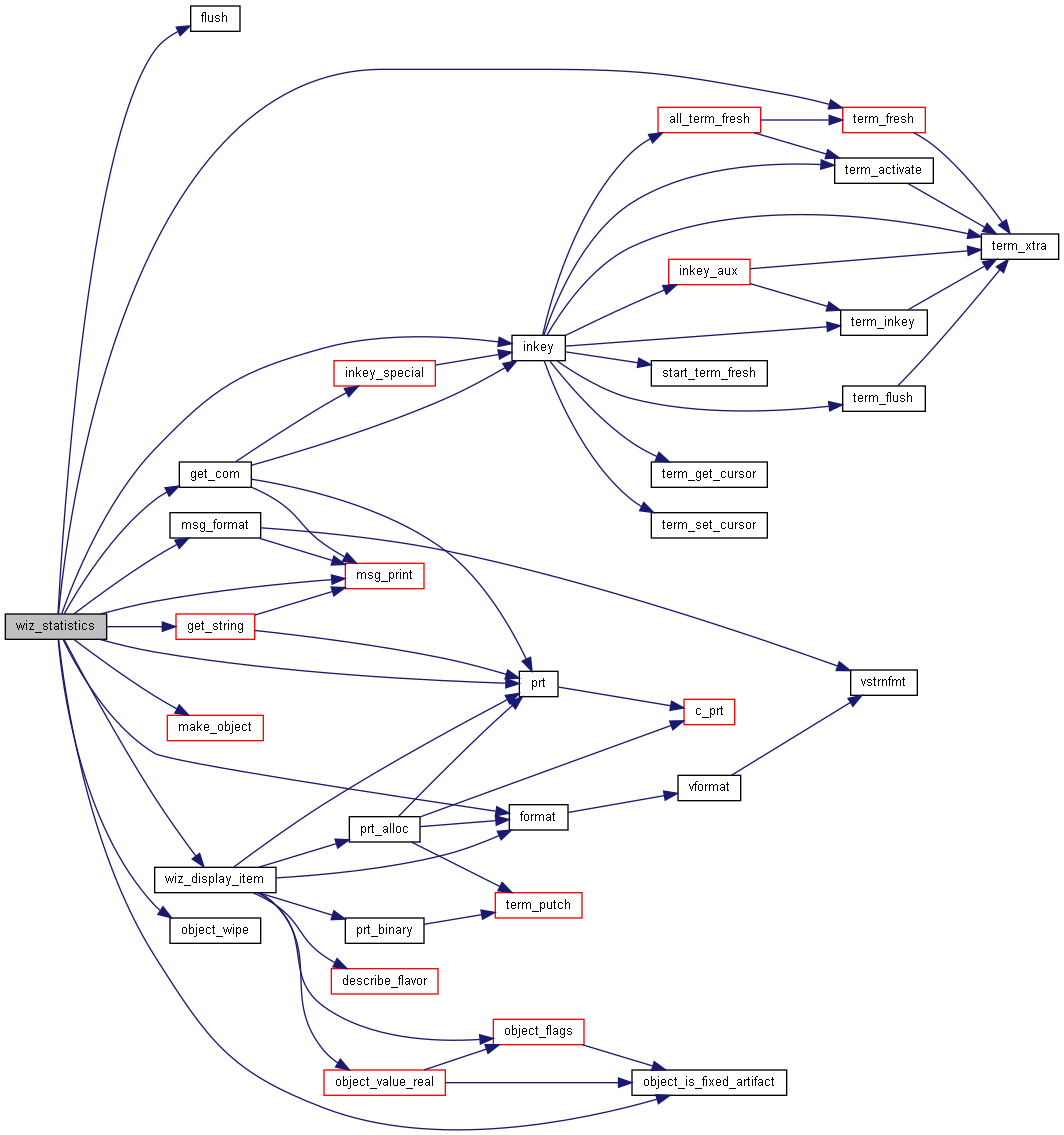 flush
all_term_fresh
term_fresh
term_activate
term_xtra
inkey_aux
term_inkey
inkey
inkey_special
start_term_fresh
term_flush
get_com
term_get_cursor
msg_format
term_set_cursor
msg_print
wiz_statistics
get_string
prt
vstrnfmt
make_object
c_prt
vformat
format
prt_alloc
wiz_display_item
term_putch
object_wipe
prt_binary
describe_flavor
object_flags
object_value_real
object_is_fixed_artifact